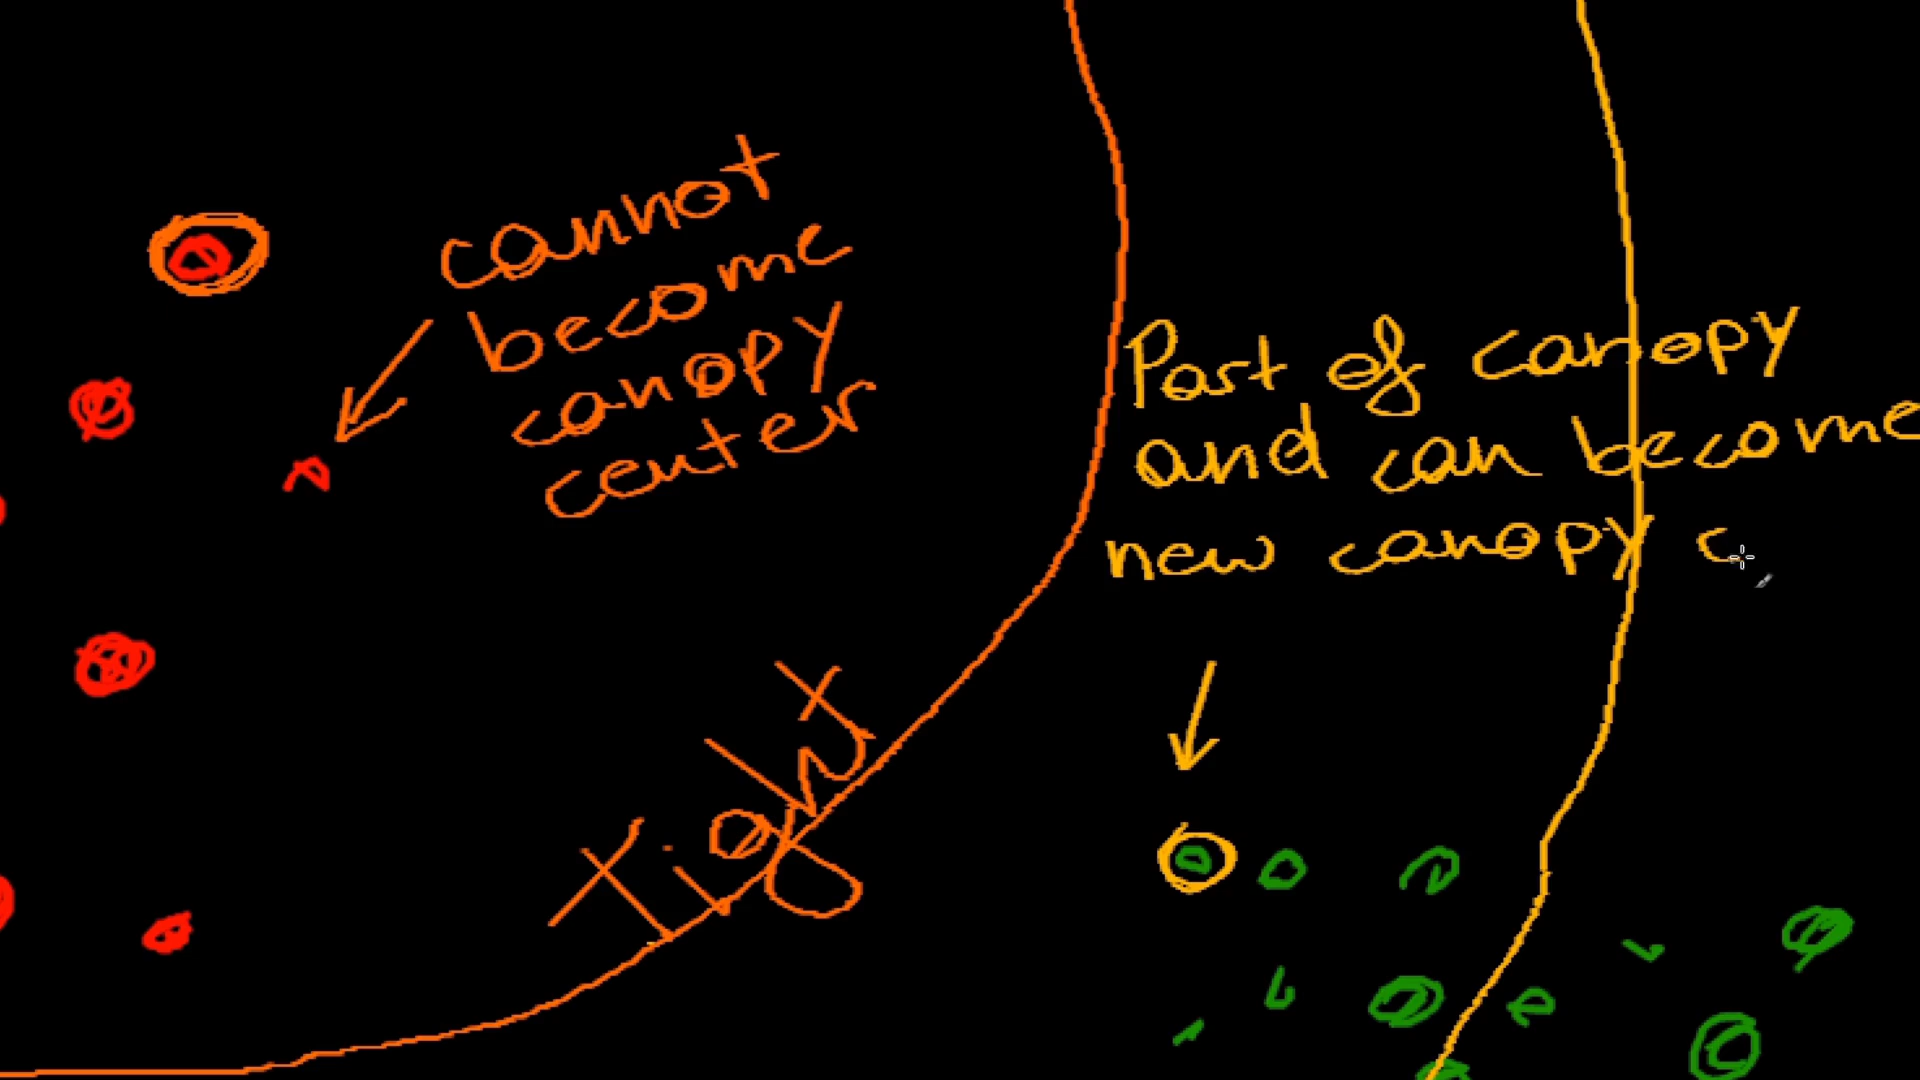 cannot
become
canopy
center
Part of canopy
and can become
new canopy c
Tight